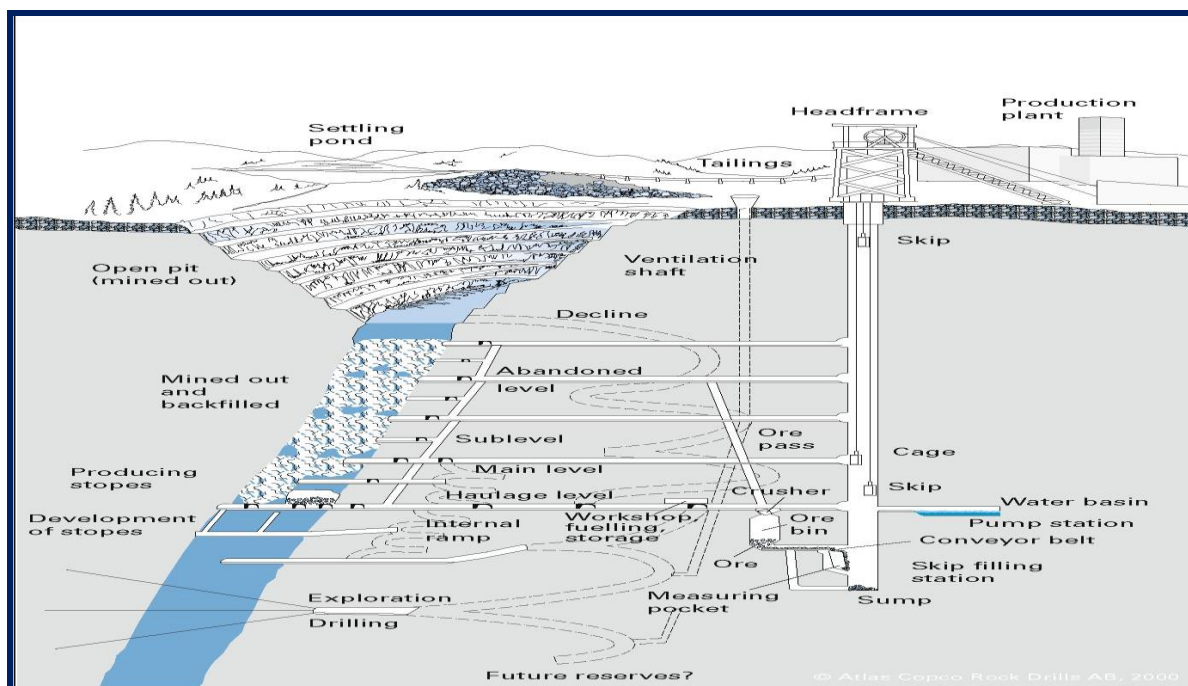 Headframe
Production
plant
Settling
pond
Tailings
Skip
Open pit
(mined out)
Ventilation
shaft
Decline
Mined out
and
backfilled
Abandoned
level
Ore
pass
Sublevel
Cage
Producing
stopes
Main level
Skip
Haulage level
Crusher
Water basin
Development
of stopes
Internal
ramp
Workshop,
fuelling,
storage
Ore
bin
Pump station
Conveyor belt
Ore
Skip filling
station
Measuring
pocket
Sump
Exploration
Drilling
Future reserves?
© Atlas Copco Rock Drills AB, 2000